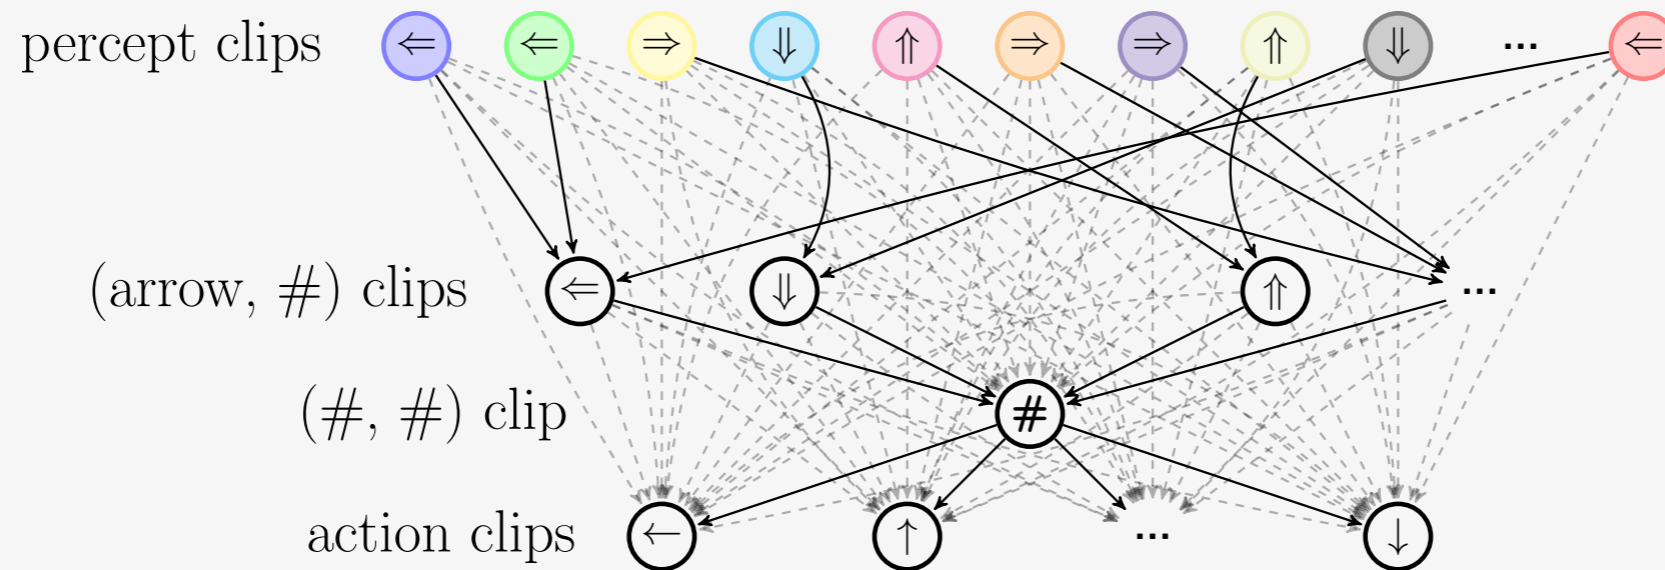 percept clips ⇐ ⇐ ⇒ ⇓ ⇑ ⇒ ⇒ ⇑ ⇓ ... ⇐
(arrow, #) clips ⇐ ⇓ ⇑ ...
(#, #) clip #
action clips ← ↑ ... ↓